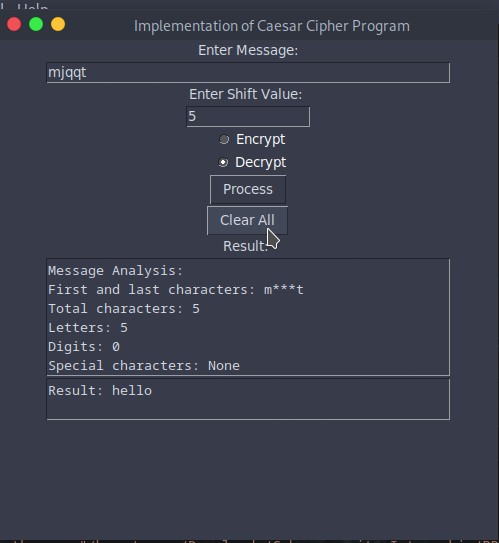 Help
Implementation of Caesar Cipher Program
Enter Message:
mjqqt
Enter Shift Value:
5
Encrypt
Decrypt
Process
Clear All
Result:
Message Analysis:
First and last characters: m***t
Total characters: 5
Letters: 5
Digits: 0
Special characters: None
Result: hello